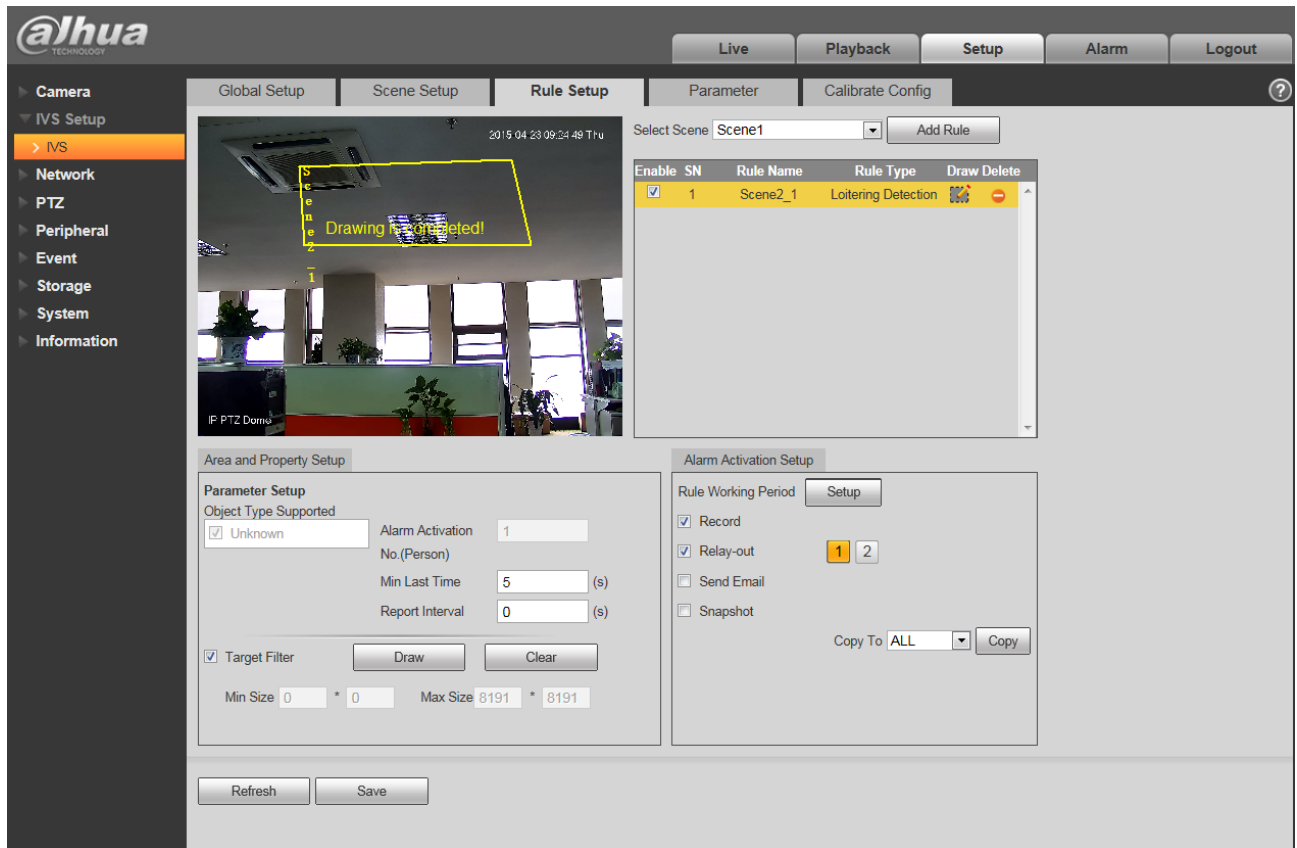 alhua
TECHNOLOGY
Live Playback Setup Alarm Logout
Camera
IVS Setup
IVS
Network
PTZ
Peripheral
Event
Storage
System
Information
Global Setup Scene Setup Rule Setup Parameter Calibrate Config ?
2015 04 23 09:24 49 Thu
Scene2_1
Drawing is completed!
IP PTZ Dome
Select Scene Scene1 Add Rule
Enable SN Rule Name Rule Type Draw Delete
1 Scene2_1 Loitering Detection
Area and Property Setup
Parameter Setup
Object Type Supported
Unknown Alarm Activation 1
No.(Person)
Min Last Time 5 (s)
Report Interval 0 (s)
Target Filter Draw Clear
Min Size 0 * 0 Max Size 8191 * 8191
Alarm Activation Setup
Rule Working Period Setup
Record
Relay-out 1 2
Send Email
Snapshot
Copy To ALL Copy
Refresh Save